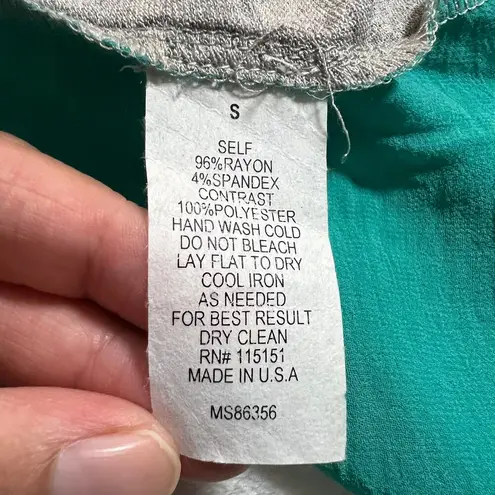 S
SELF
96%RAYON
4%SPANDEX
CONTRAST
100%POLYESTER
HAND WASH COLD
DO NOT BLEACH
LAY FLAT TO DRY
COOL IRON
AS NEEDED
FOR BEST RESULT
DRY CLEAN
RN# 115151
MADE IN U.S.A
MS86356